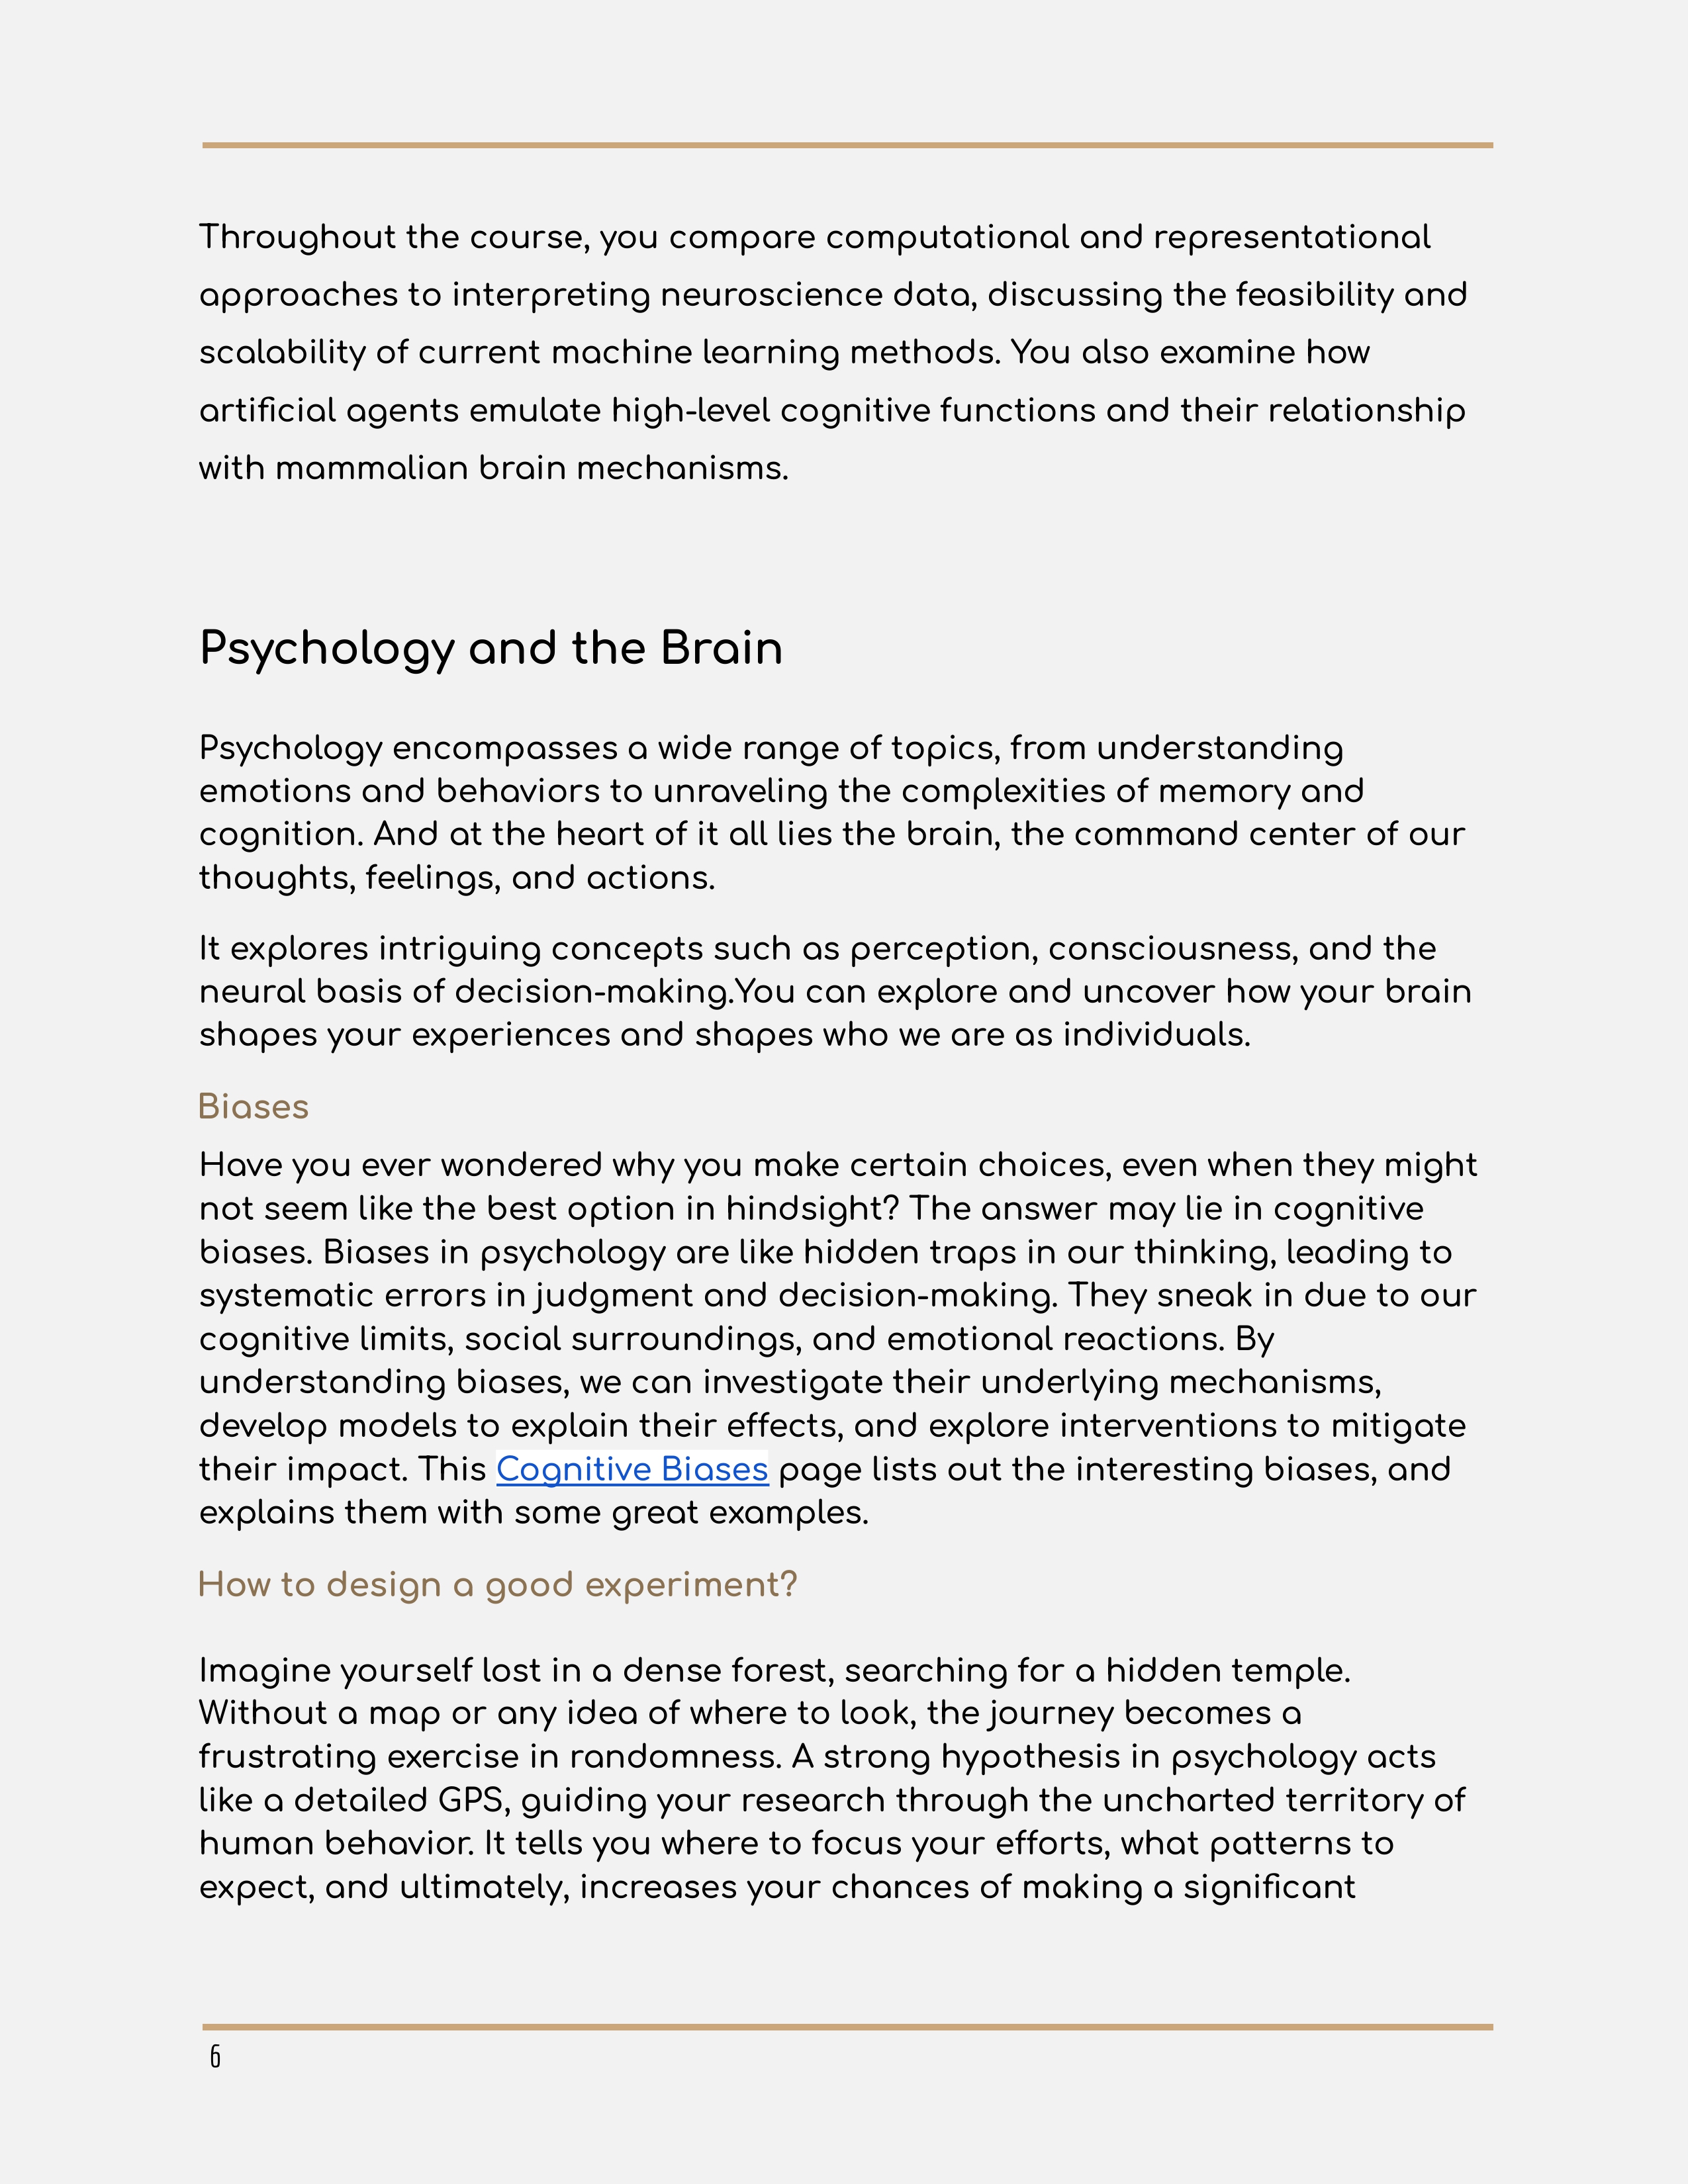 Throughout the course, you compare computational and representational
approaches to interpreting neuroscience data, discussing the feasibility and
scalability of current machine learning methods. You also examine how
artificial agents emulate high-level cognitive functions and their relationship
with mammalian brain mechanisms.
Psychology and the Brain
Psychology encompasses a wide range of topics, from understanding
emotions and behaviors to unraveling the complexities of memory and
cognition. And at the heart of it all lies the brain, the command center of our
thoughts, feelings, and actions.
It explores intriguing concepts such as perception, consciousness, and the
neural basis of decision-making.You can explore and uncover how your brain
shapes your experiences and shapes who we are as individuals.
Biases
Have you ever wondered why you make certain choices, even when they might
not seem like the best option in hindsight? The answer may lie in cognitive
biases. Biases in psychology are like hidden traps in our thinking, leading to
systematic errors in judgment and decision-making. They sneak in due to our
cognitive limits, social surroundings, and emotional reactions. By
understanding biases, we can investigate their underlying mechanisms,
develop models to explain their effects, and explore interventions to mitigate
their impact. This Cognitive Biases page lists out the interesting biases, and
explains them with some great examples.
How to design a good experiment?
Imagine yourself lost in a dense forest, searching for a hidden temple.
Without a map or any idea of where to look, the journey becomes a
frustrating exercise in randomness. A strong hypothesis in psychology acts
like a detailed GPS, guiding your research through the uncharted territory of
human behavior. It tells you where to focus your efforts, what patterns to
expect, and ultimately, increases your chances of making a significant
6